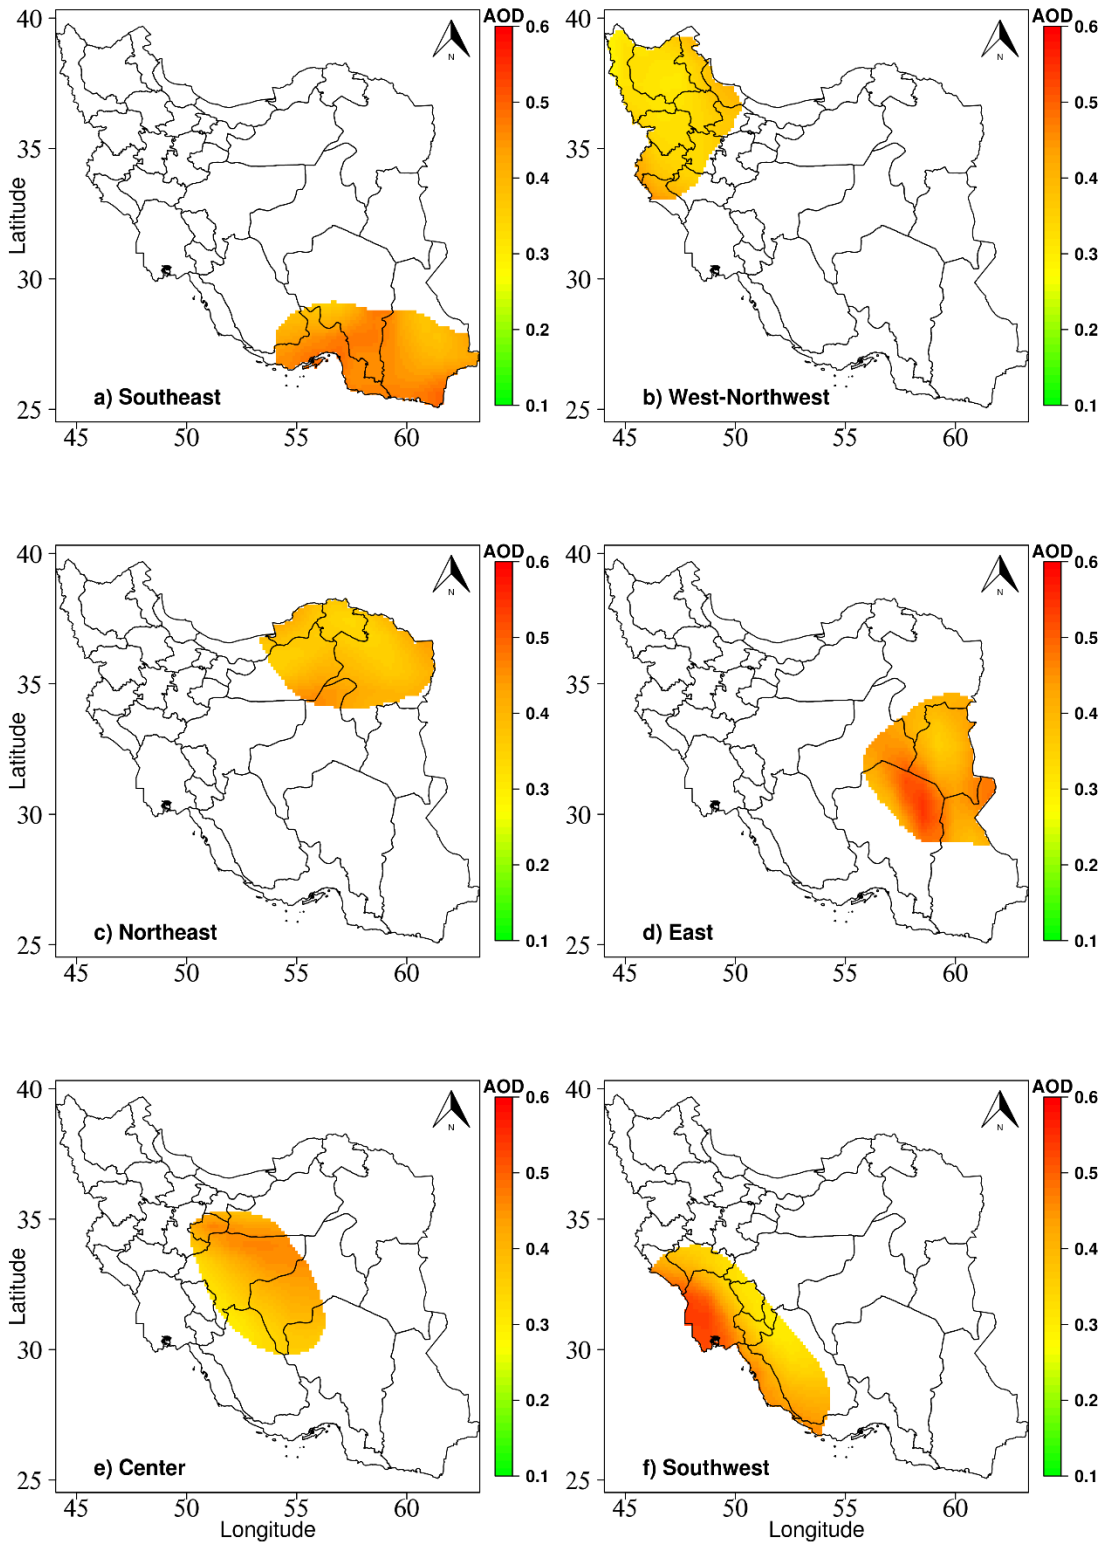 AOD
40
35
30
25
Latitude
45 50 55 60
0.6
0.5
0.4
0.3
0.2
0.1
N
a) Southeast
AOD
40
35
30
25
45 50 55 60
0.6
0.5
0.4
0.3
0.2
0.1
N
b) West-Northwest
AOD
40
35
30
25
Latitude
45 50 55 60
0.6
0.5
0.4
0.3
0.2
0.1
N
c) Northeast
AOD
40
35
30
25
45 50 55 60
0.6
0.5
0.4
0.3
0.2
0.1
N
d) East
AOD
40
35
30
25
Latitude
45 50 55 60
Longitude
0.6
0.5
0.4
0.3
0.2
0.1
N
e) Center
AOD
40
35
30
25
45 50 55 60
Longitude
0.6
0.5
0.4
0.3
0.2
0.1
N
f) Southwest